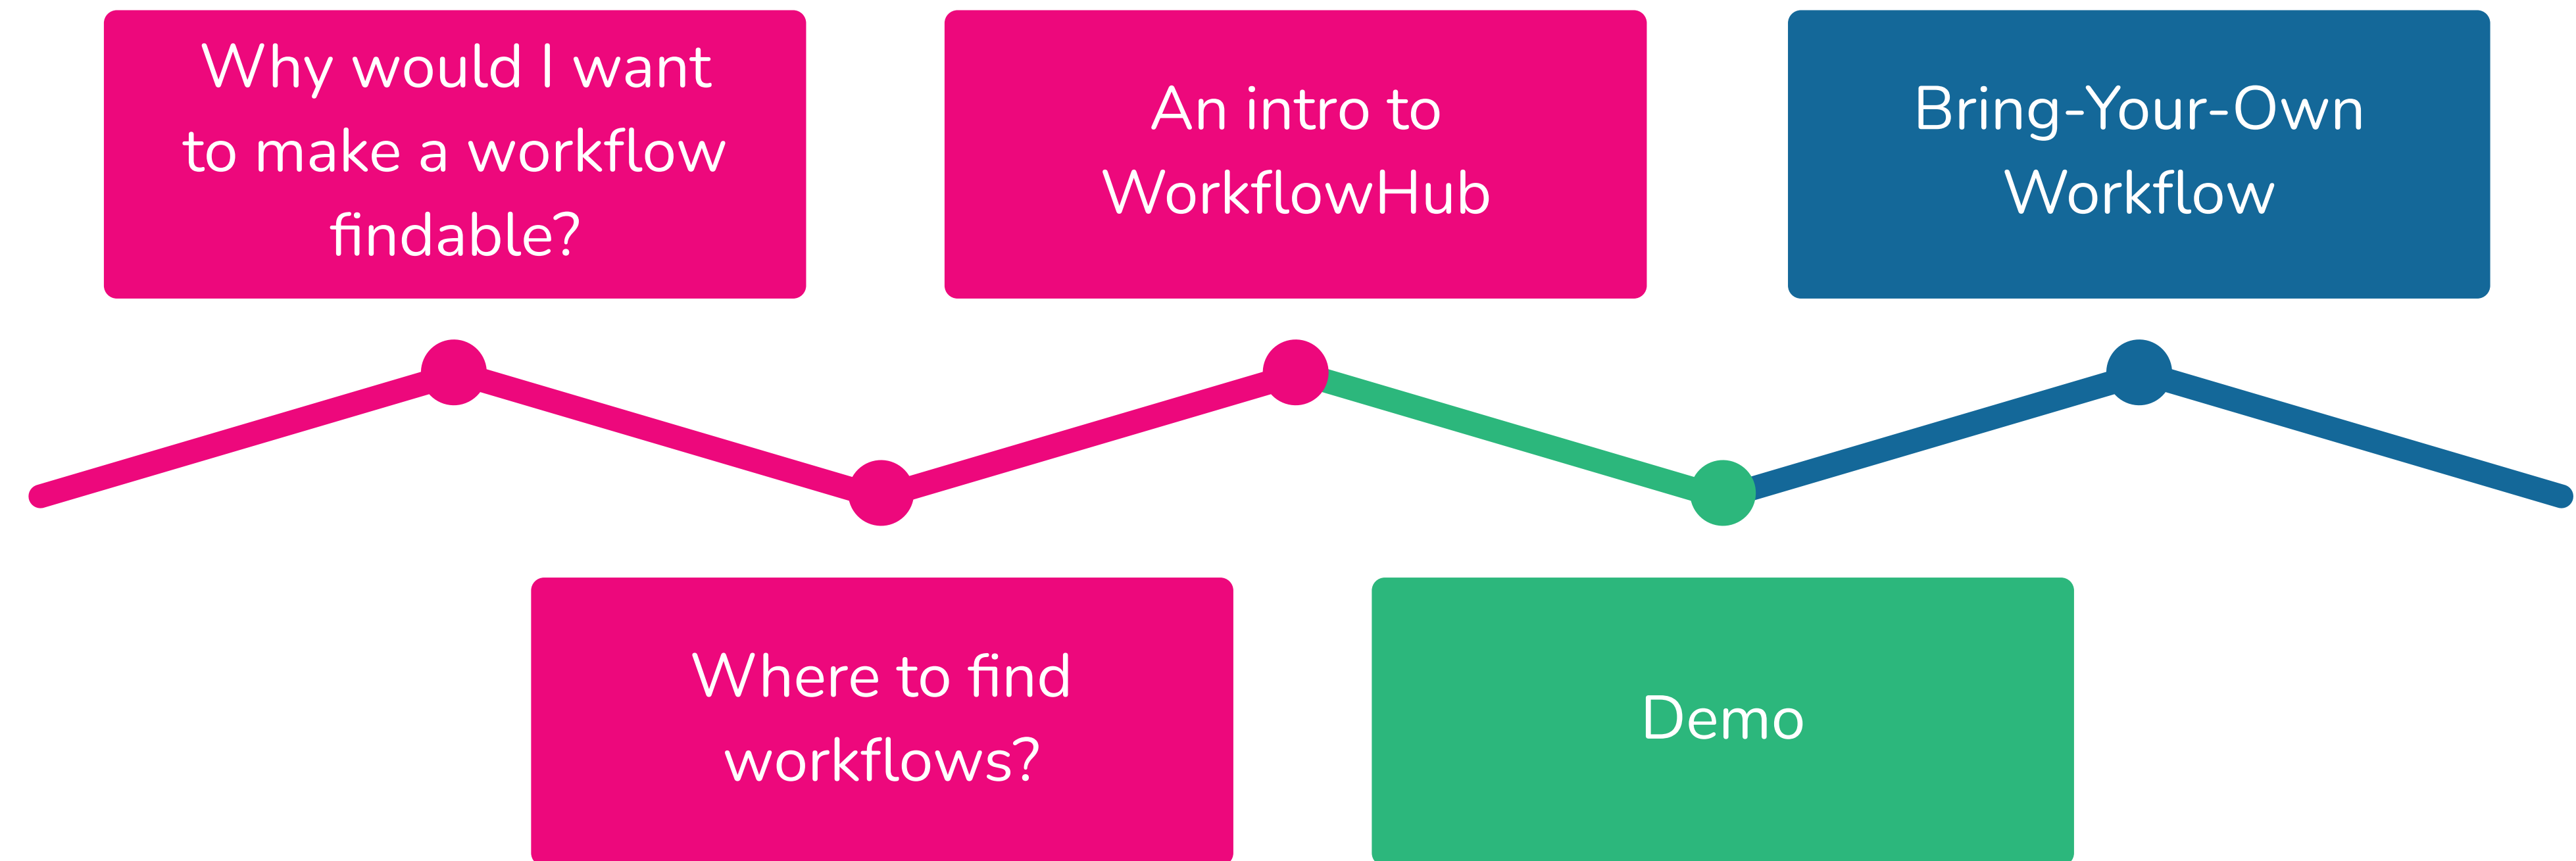 Why would I want
to make a workflow
findable?
An intro to
WorkflowHub
Bring-Your-Own
Workflow
Where to find
workflows?
Demo